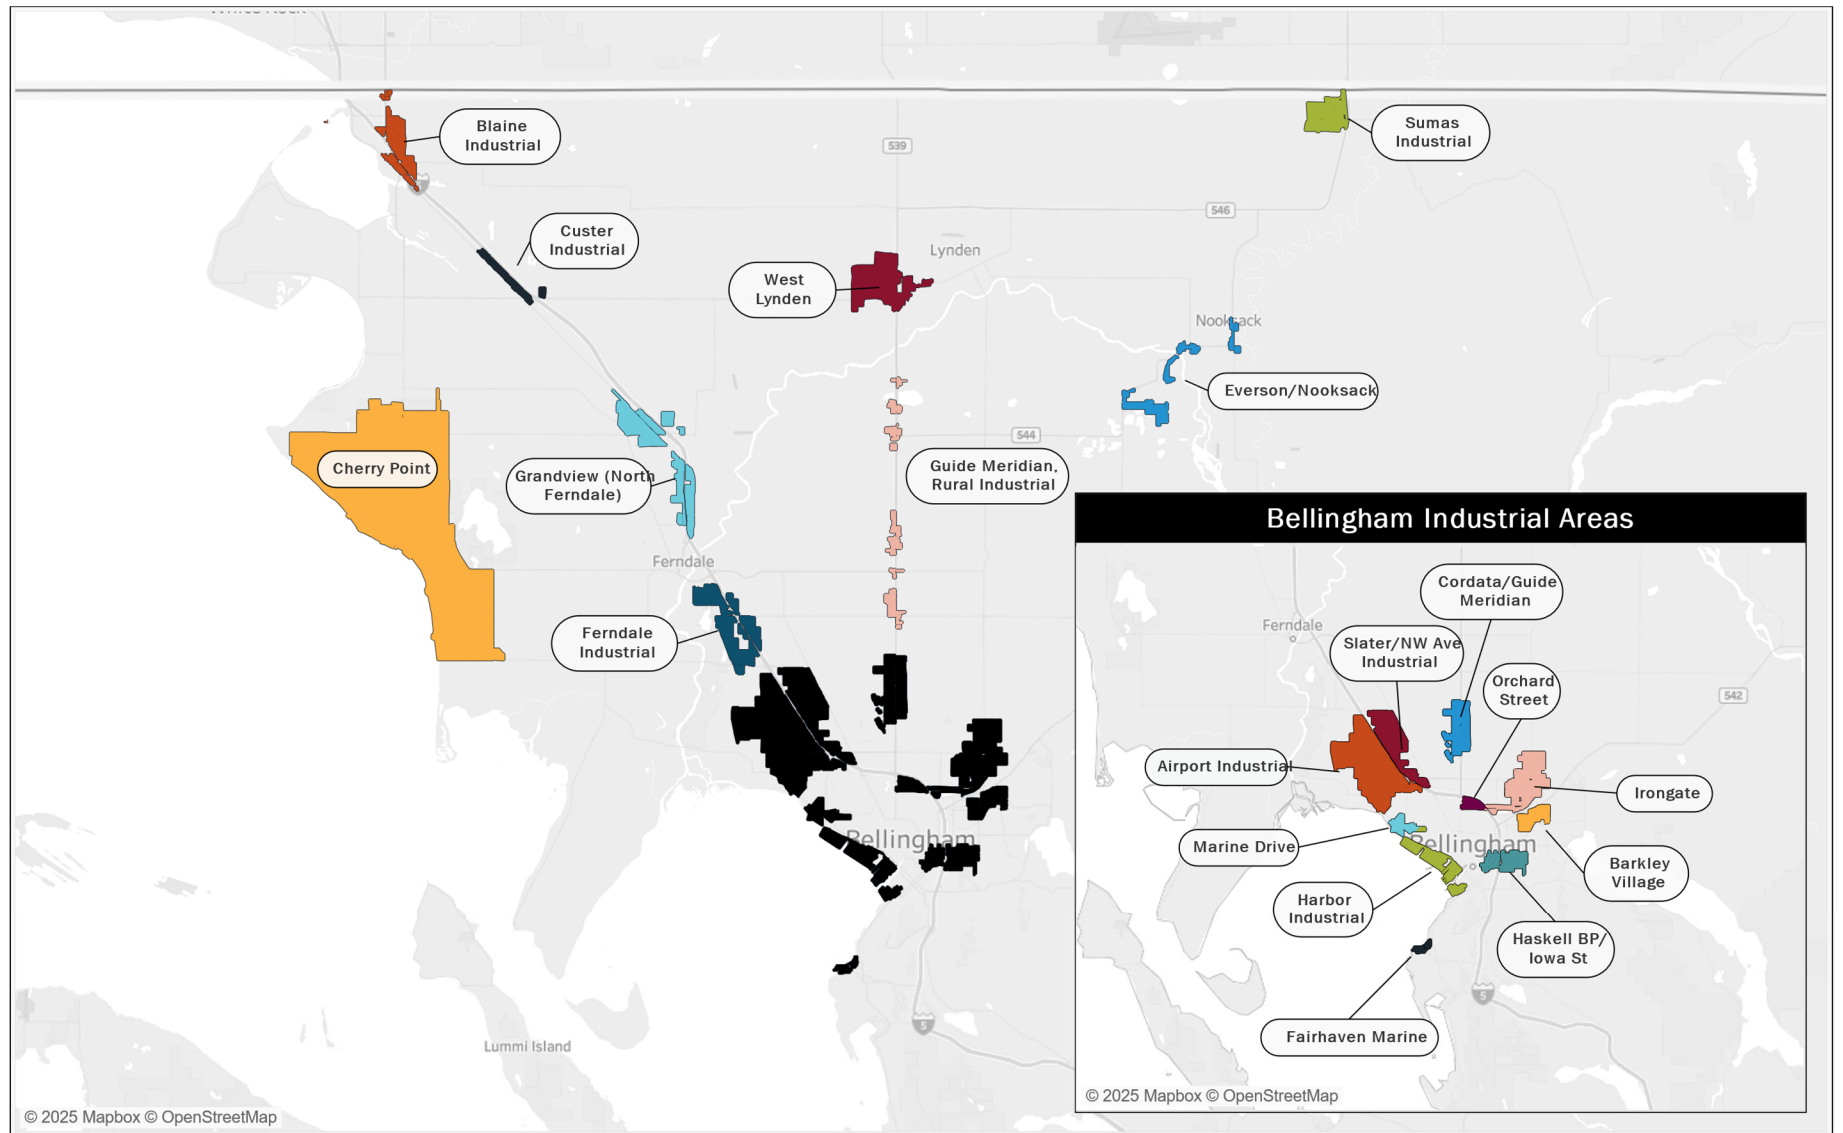 White Rock
Blaine
Industrial
Sumas
Industrial
539
5
546
Custer
Industrial
Lynden
West
Lynden
Nooksack
Everson/Nooksack
544
Cherry Point
Grandview (North
Ferndale)
Guide Meridian,
Rural Industrial
Ferndale
Ferndale
Industrial
Bellingham
5
Lummi Island
© 2025 Mapbox © OpenStreetMap
Bellingham Industrial Areas
Cordata/Guide
Meridian
Ferndale
Slater/NW Ave
Industrial
Orchard
Street
542
Airport Industrial
Irongate
Marine Drive
Bellingham
Barkley
Village
Harbor
Industrial
Haskell BP/
Iowa St
5
Fairhaven Marine
© 2025 Mapbox © OpenStreetMap